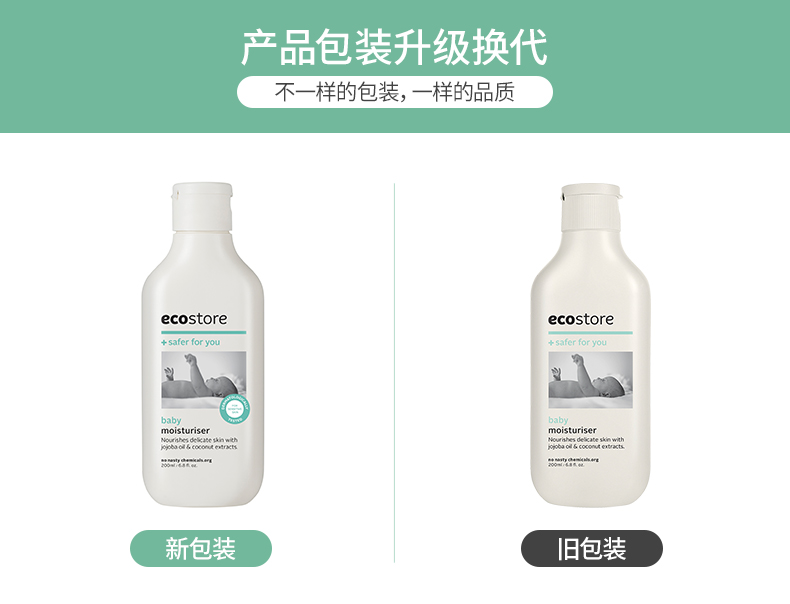 产品包装升级换代
不一样的包装，一样的品质
ecostore
+ safer for you
baby
moisturiser
Nourishes delicate skin with
jojoba oil & coconut extracts.
no nasty chemicals.org
200ml : 6.8 fl. oz.
新包装
ecostore
+ safer for you
baby
moisturiser
Nourishes delicate skin with
jojoba oil & coconut extracts.
no nasty chemicals.org
200ml : 6.8 fl. oz.
旧包装